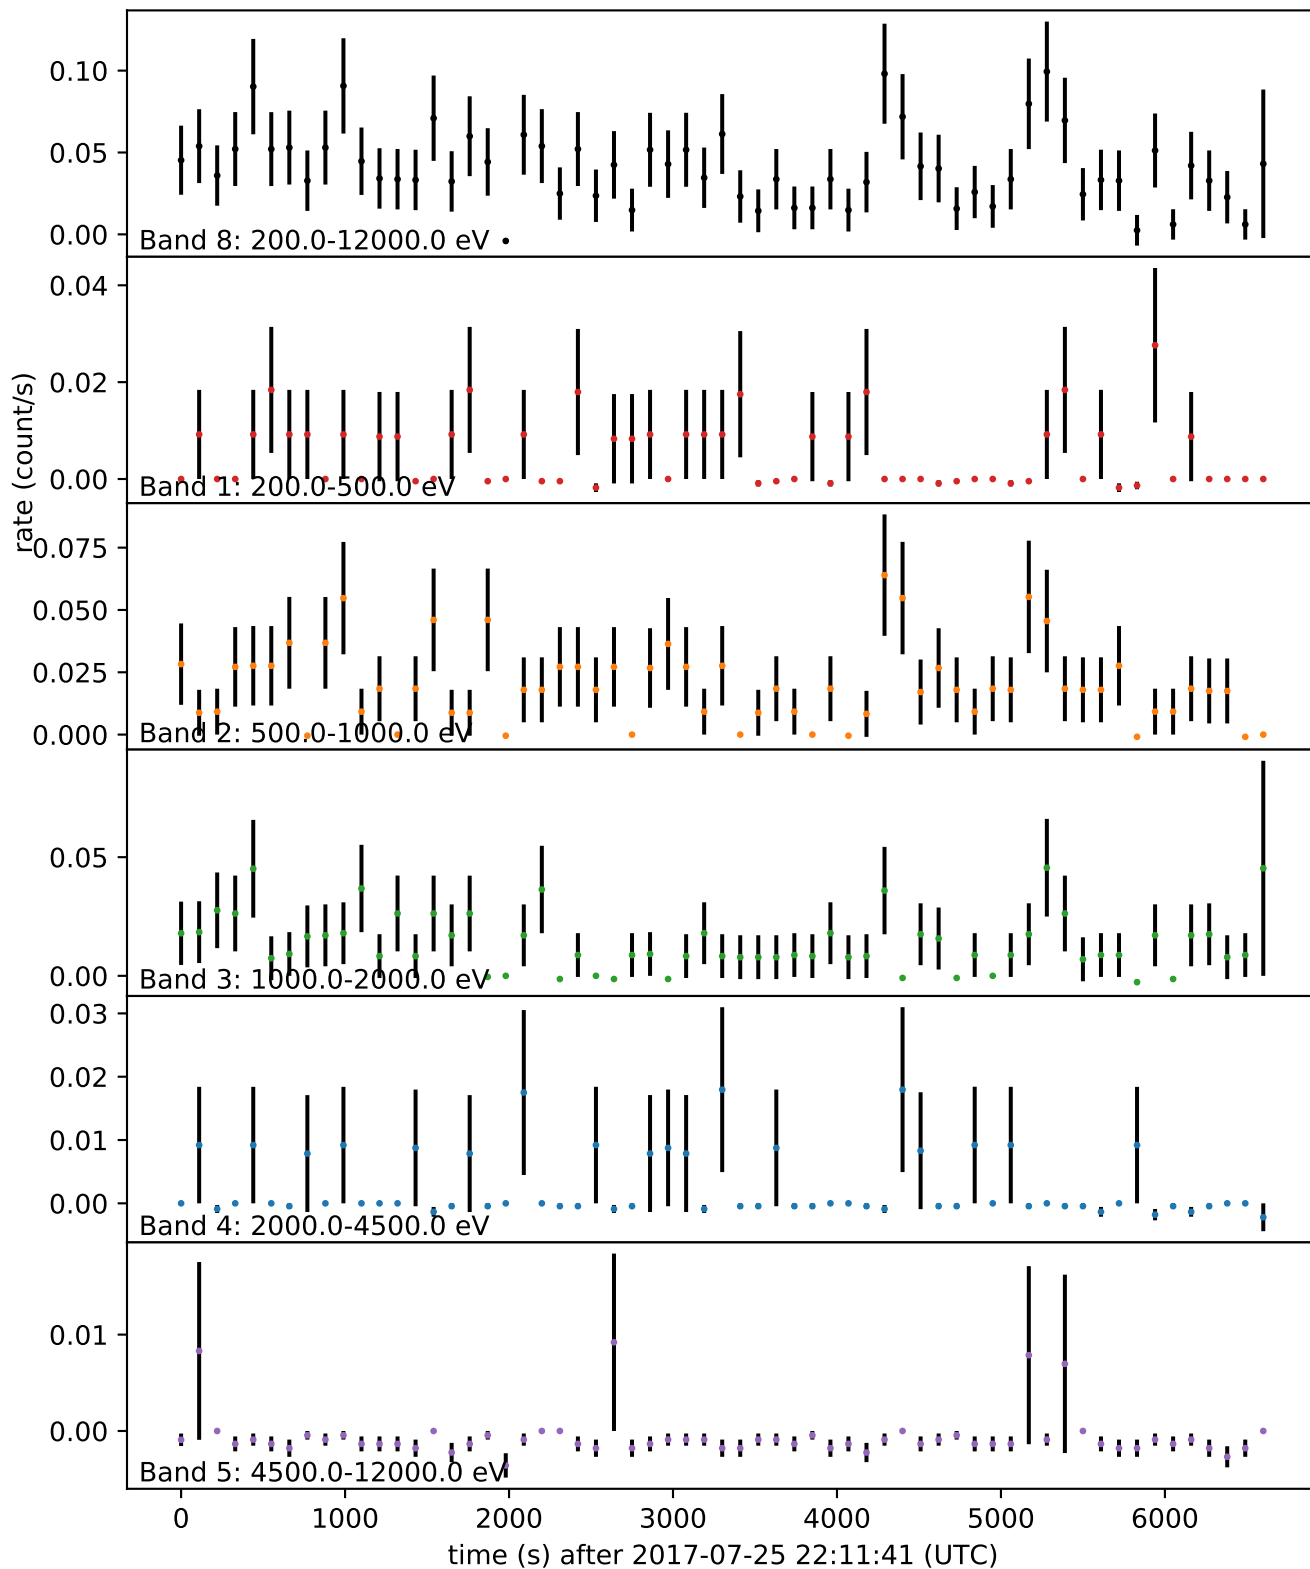 0.10
0.05
0.00
Band 8: 200.0-12000.0 eV
0.04
0.02
0.00
Band 1: 200.0-500.0 eV
rate (count/s)
0.075
0.050
0.025
0.000
Band 2: 500.0-1000.0 eV
0.05
0.00
Band 3: 1000.0-2000.0 eV
0.03
0.02
0.01
0.00
Band 4: 2000.0-4500.0 eV
0.01
0.00
Band 5: 4500.0-12000.0 eV
0 1000 2000 3000 4000 5000 6000
time (s) after 2017-07-25 22:11:41 (UTC)